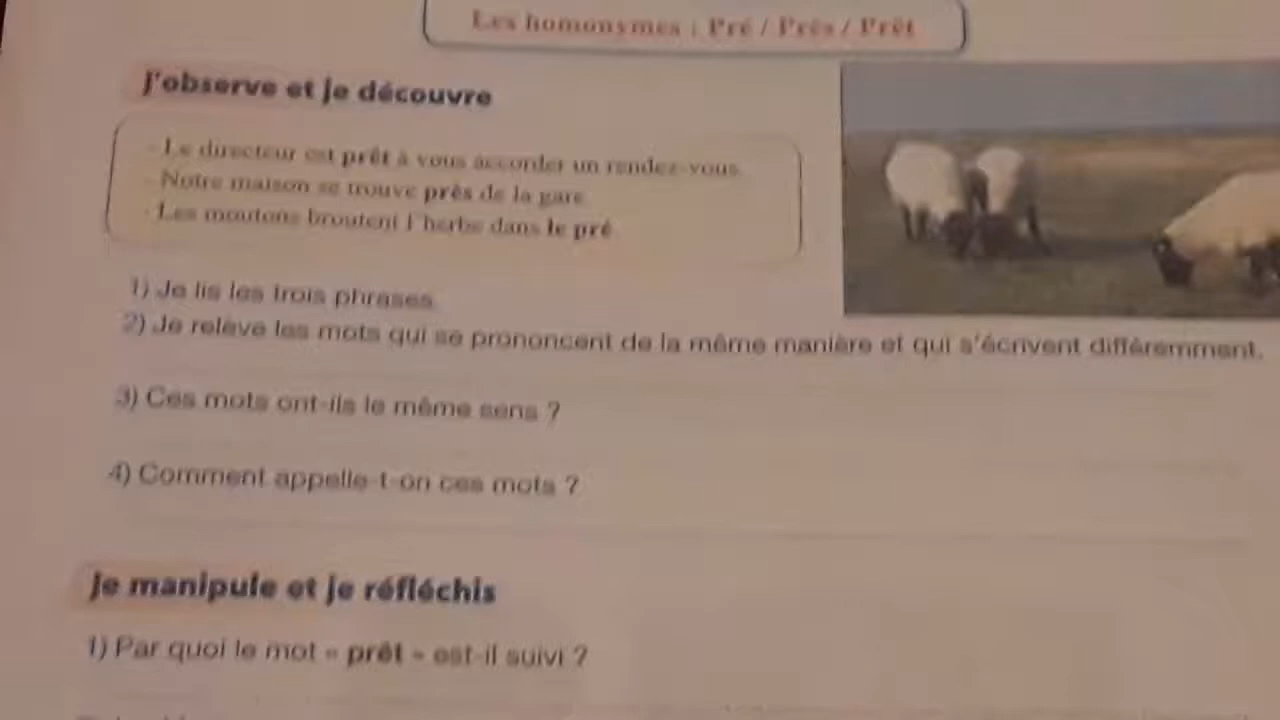 Les homonymes : Pré / Près / Prêt
J'observe et je découvre
- Le directeur est prêt à vous accorder un rendez-vous.
- Notre maison se trouve près de la gare.
- Les moutons broutent l'herbe dans le pré.
1) Je lis les trois phrases.
2) Je relève les mots qui se prononcent de la même manière et qui s'écrivent différemment.
3) Ces mots ont-ils le même sens ?
4) Comment appelle-t-on ces mots ?
Je manipule et je réfléchis
1) Par quoi le mot « prêt » est-il suivi ?